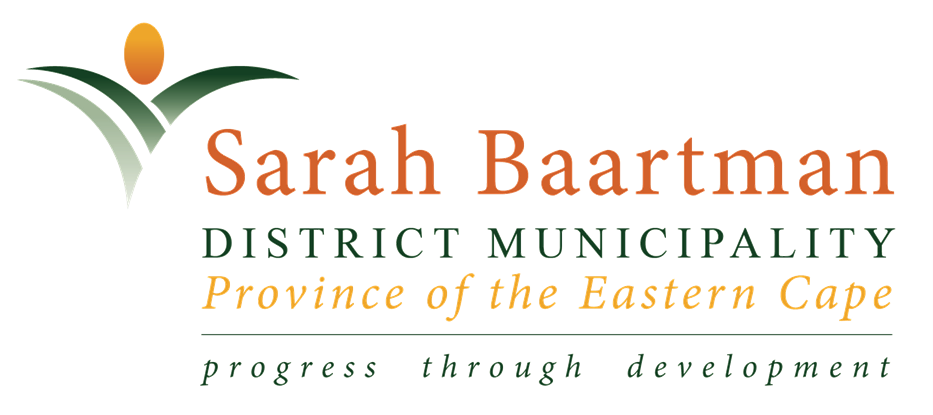 Sarah Baartman
DISTRICT MUNICIPALITY
Province of the Eastern Cape
progress through development